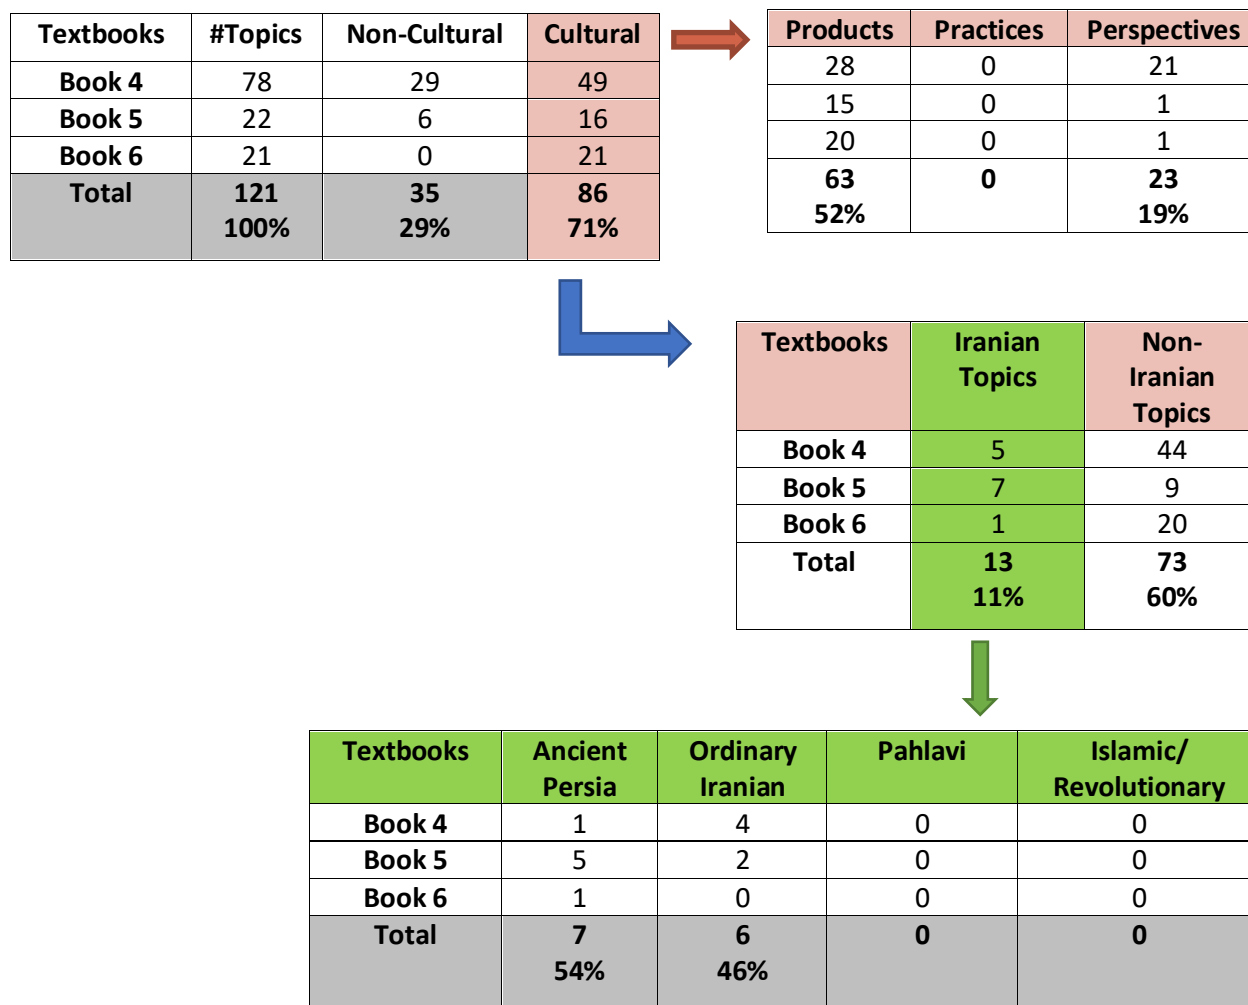 Textbooks #Topics Non-Cultural Cultural
Book 4 78 29 49
Book 5 22 6 16
Book 6 21 0 21
Total 121 35 86
100% 29% 71%
Products Practices Perspectives
28 0 21
15 0 1
20 0 1
63 0 23
52% 19%
Textbooks Iranian Non-
Topics Iranian
Topics
Book 4 5 44
Book 5 7 9
Book 6 1 20
Total 13 73
11% 60%
Textbooks Ancient Ordinary Pahlavi Islamic/
Persia Iranian Revolutionary
Book 4 1 4 0 0
Book 5 5 2 0 0
Book 6 1 0 0 0
Total 7 6 0 0
54% 46%